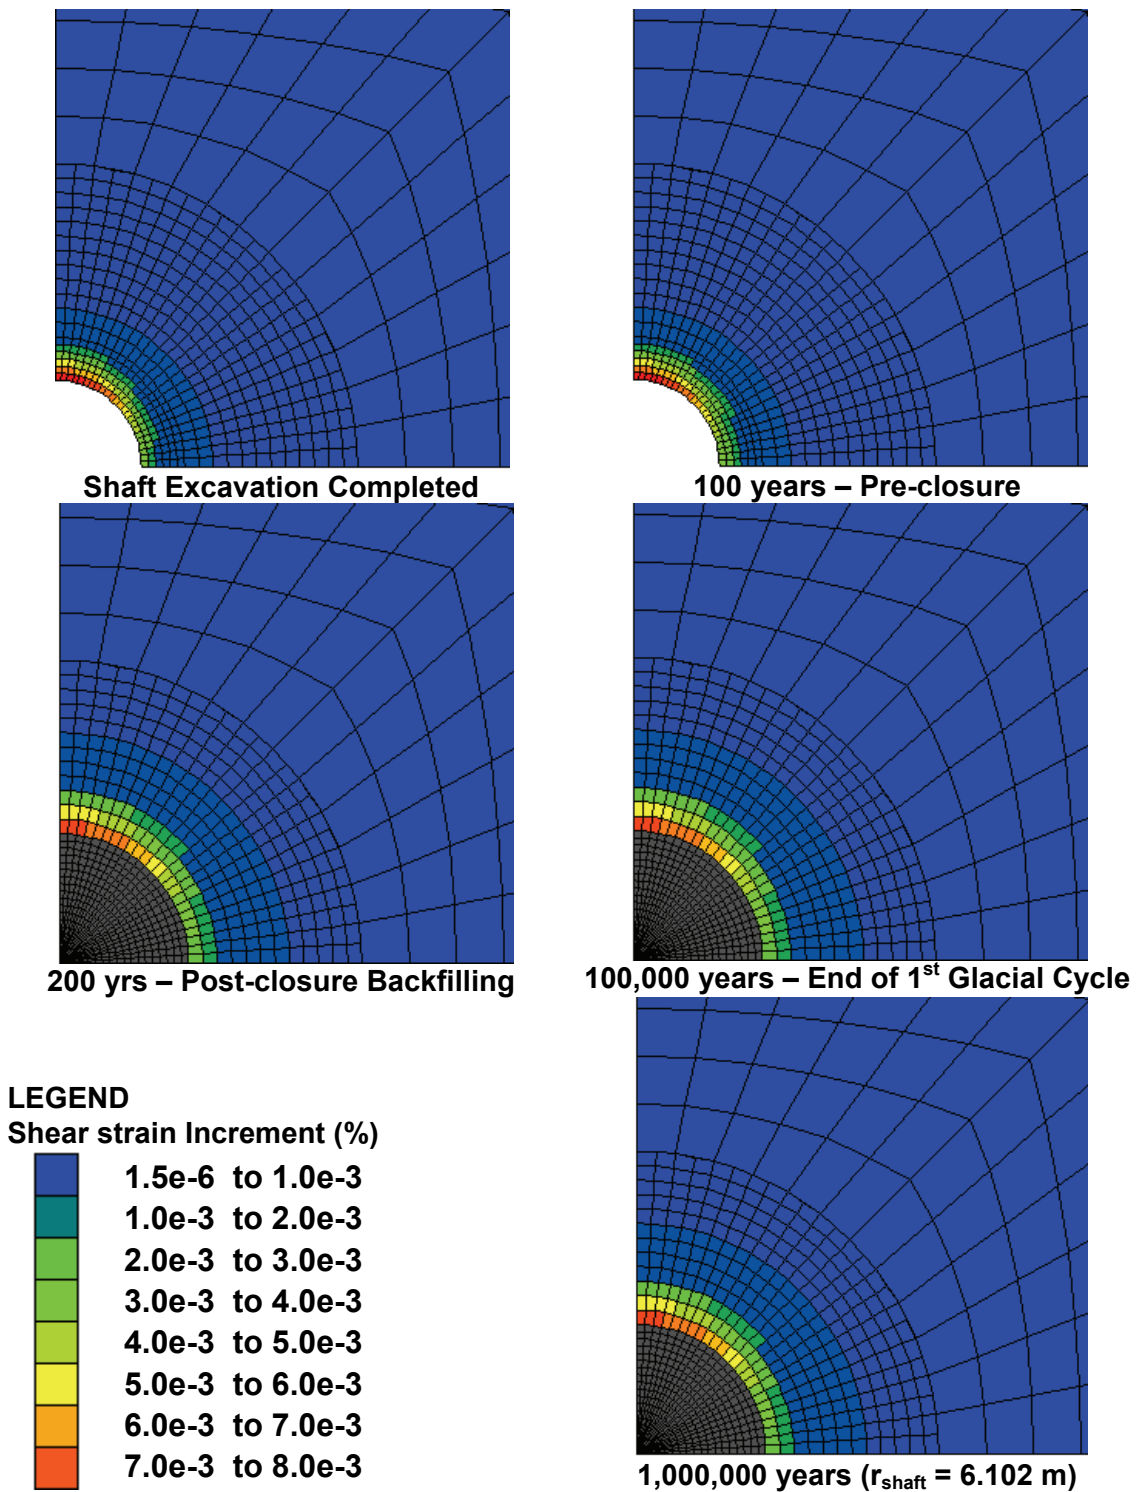 Shaft Excavation Completed
100 years – Pre-closure
200 yrs – Post-closure Backfilling
100,000 years – End of 1st Glacial Cycle
LEGEND
Shear strain Increment (%)
1.5e-6 to 1.0e-3
1.0e-3 to 2.0e-3
2.0e-3 to 3.0e-3
3.0e-3 to 4.0e-3
4.0e-3 to 5.0e-3
5.0e-3 to 6.0e-3
6.0e-3 to 7.0e-3
7.0e-3 to 8.0e-3
1,000,000 years (rshaft = 6.102 m)